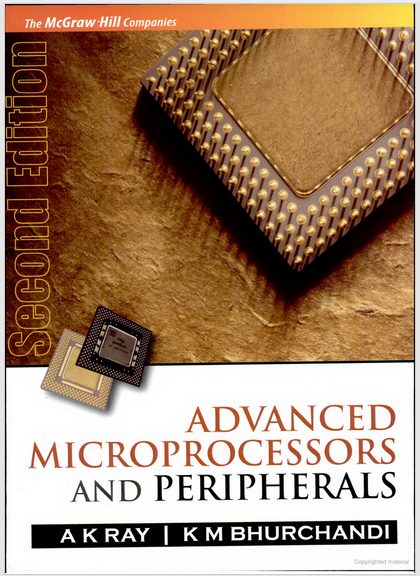 The McGraw·Hill Companies
Second Edition
ADVANCED
MICROPROCESSORS
AND PERIPHERALS
A K RAY | K M BHURCHANDI
Copyrighted material